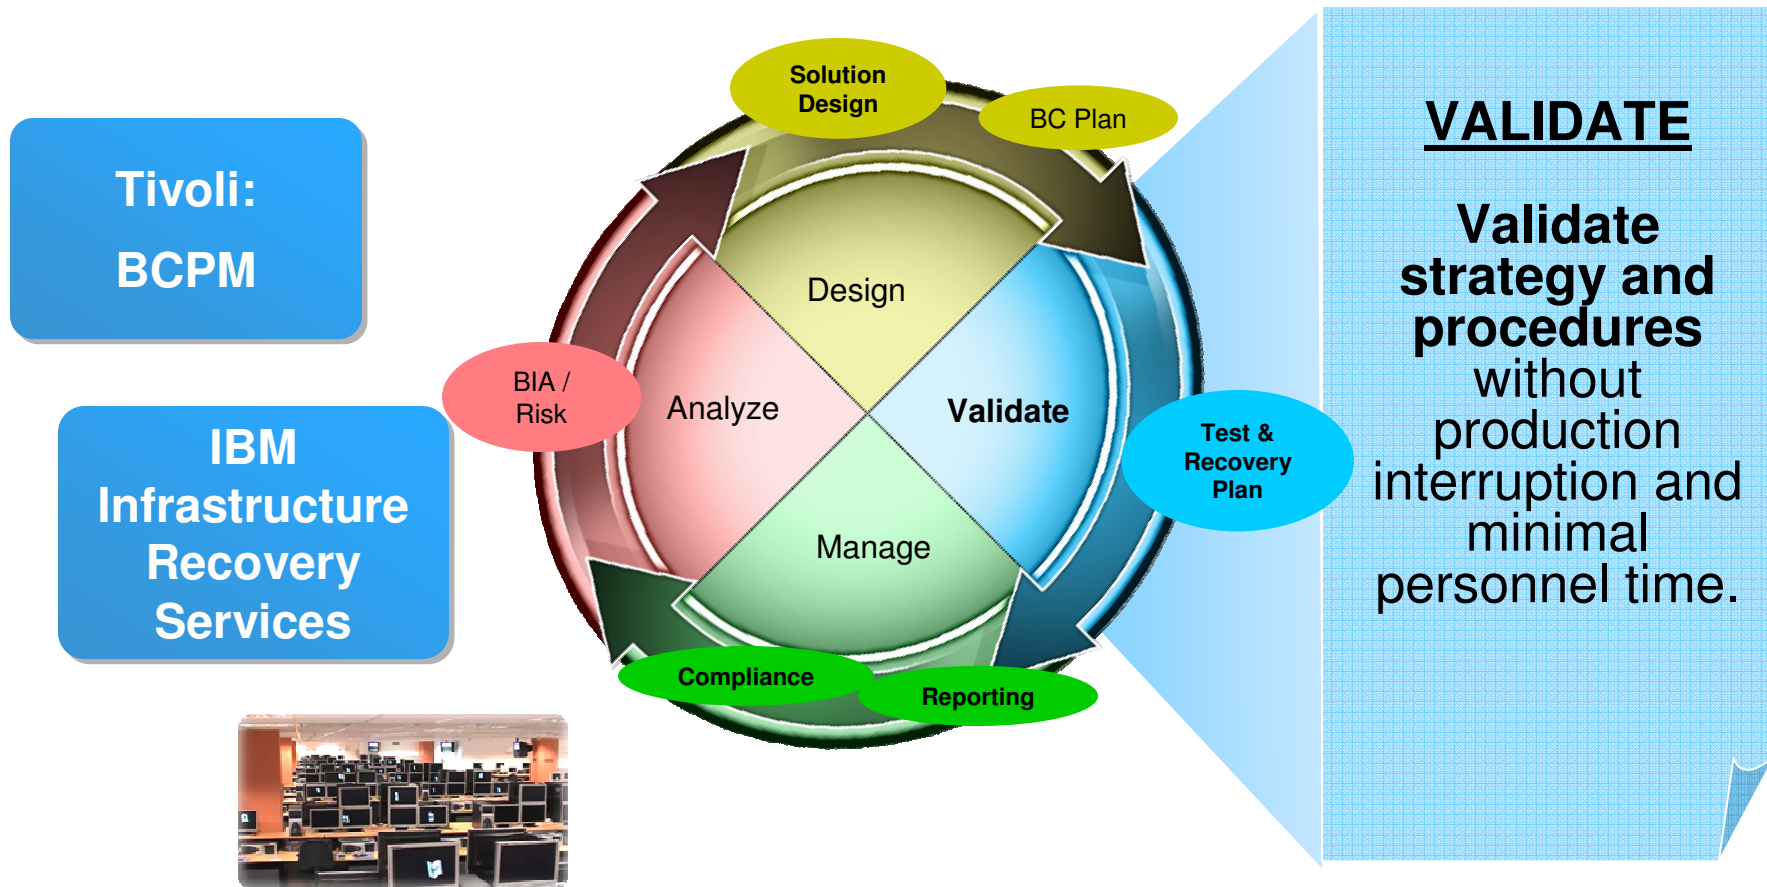 Tivoli:
BCPM
IBM
Infrastructure
Recovery
Services
Solution
Design
BC Plan
Design
BIA /
Risk
Analyze
Validate
Test &
Recovery
Plan
Manage
Compliance
Reporting
VALIDATE
Validate
strategy and
procedures
without
production
interruption and
minimal
personnel time.